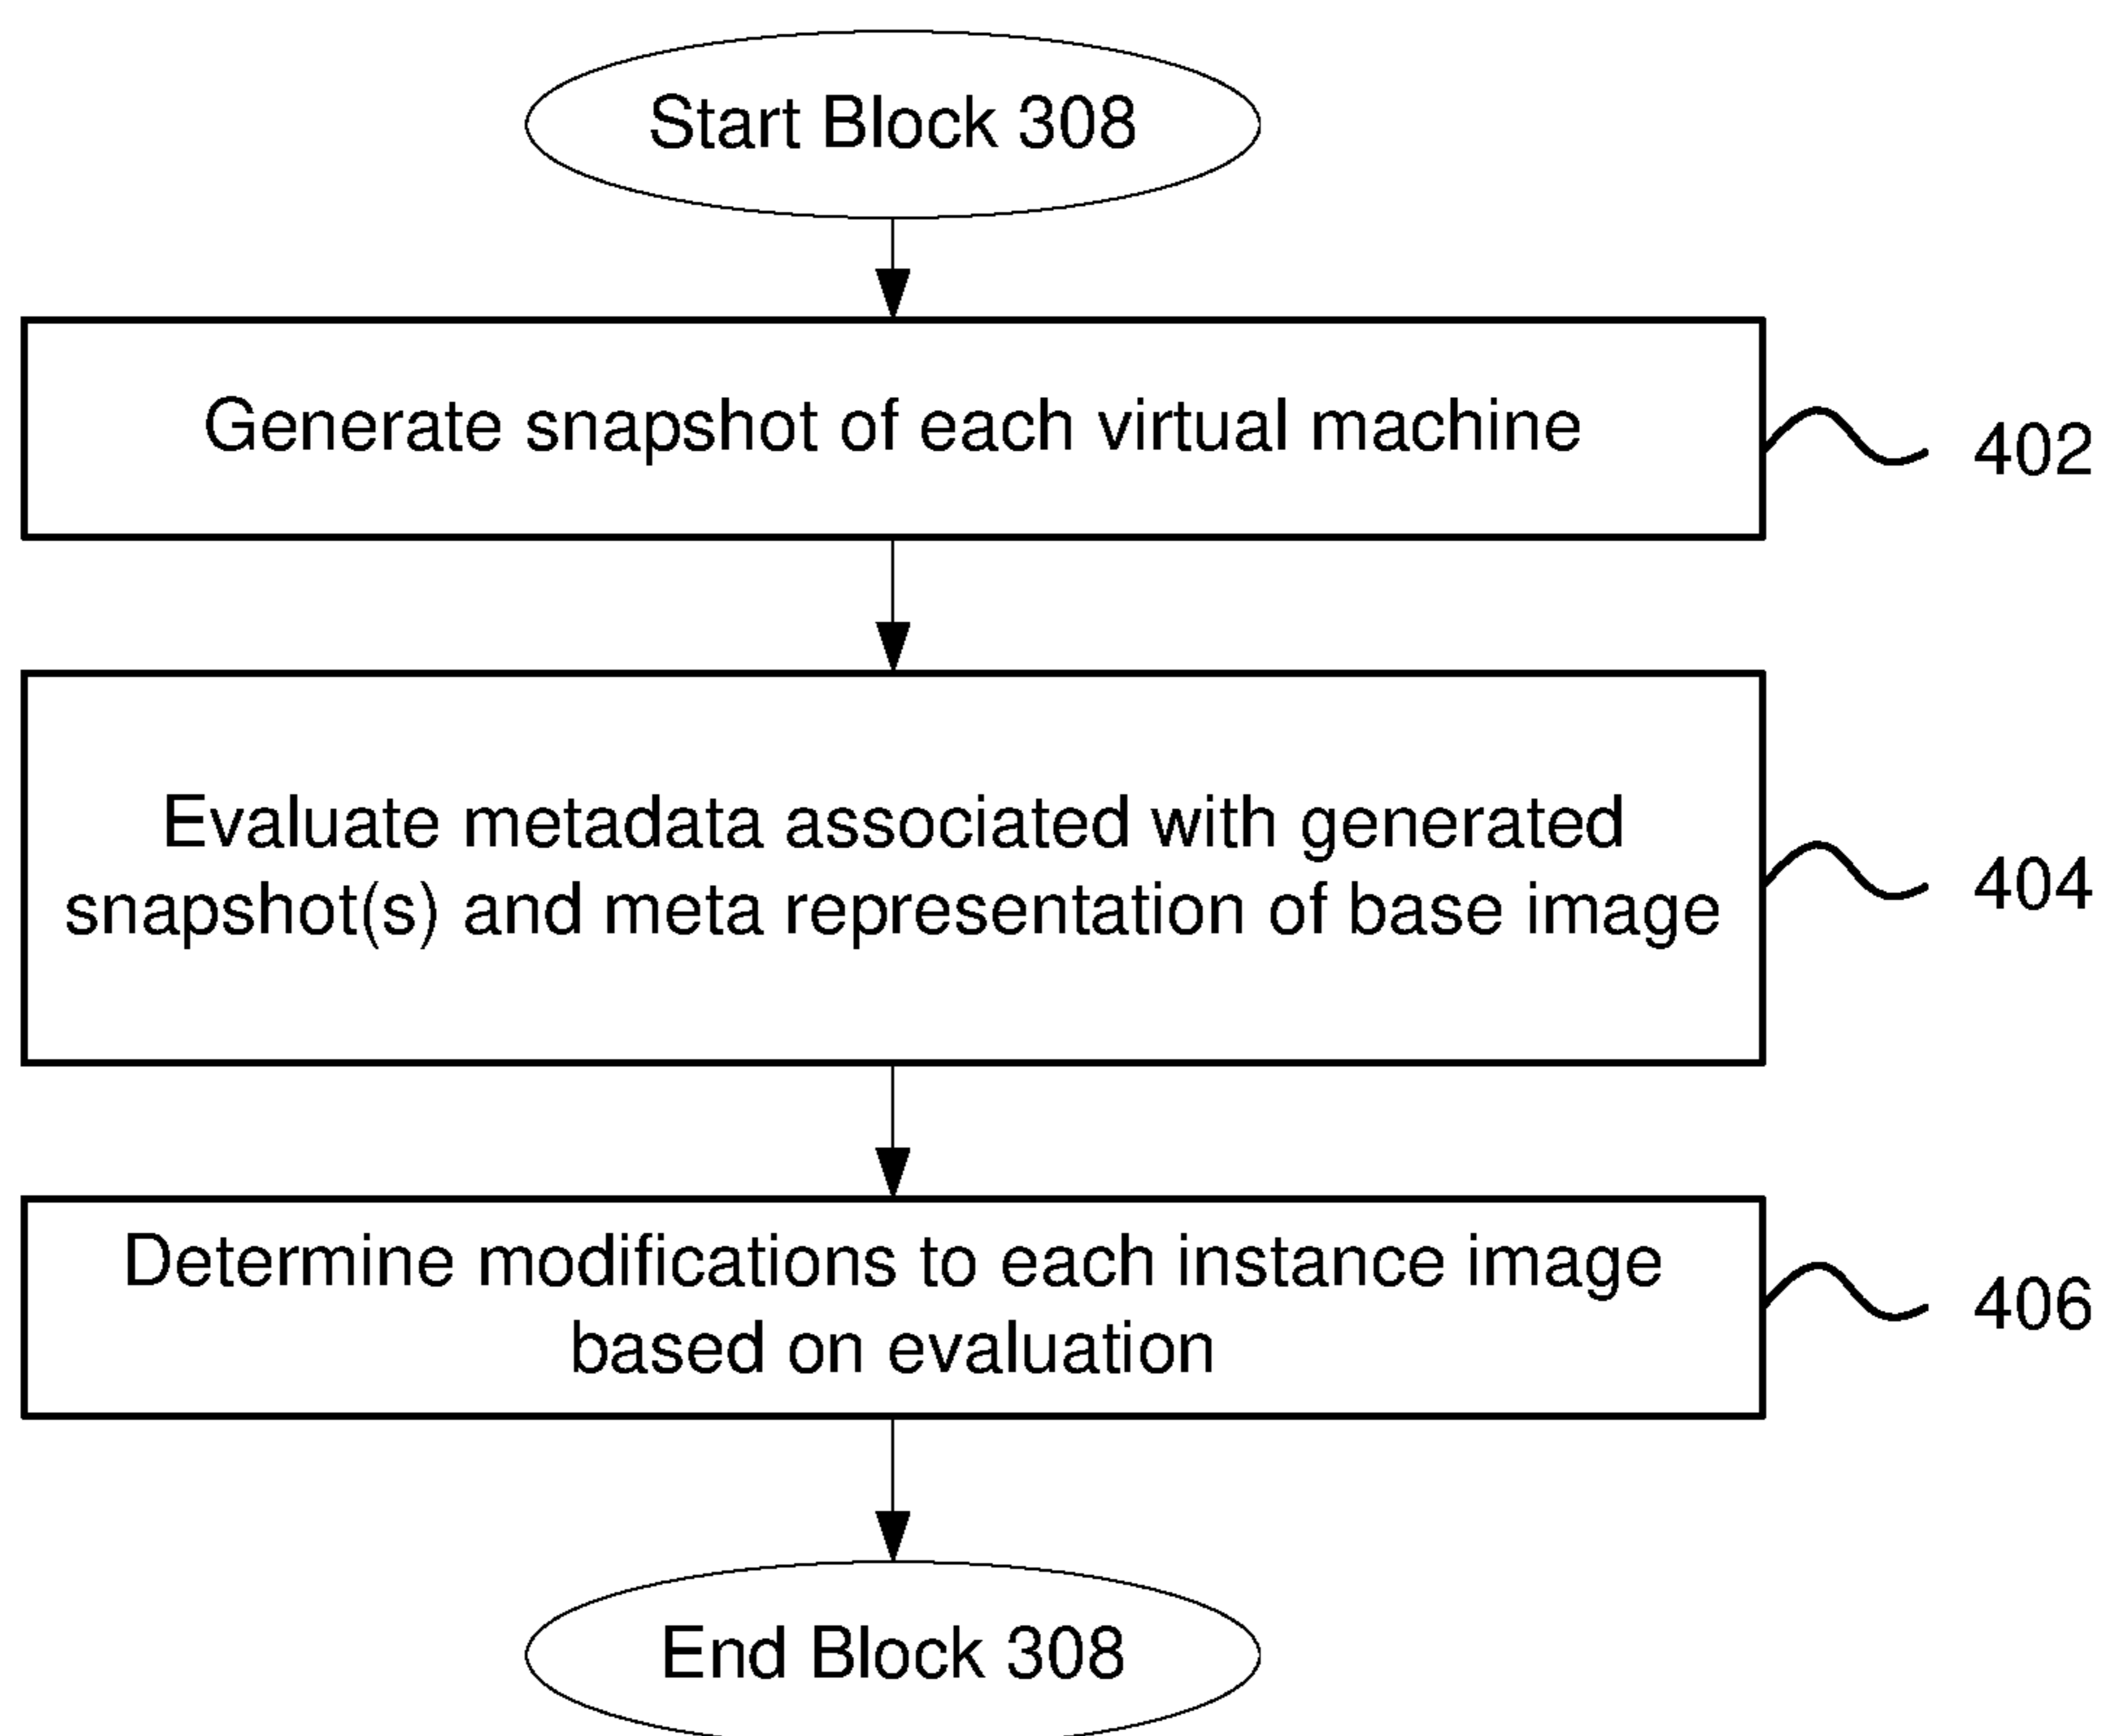 Start Block 308
Generate snapshot of each virtual machine
402
Evaluate metadata associated with generated
snapshot(s) and meta representation of base image
404
Determine modifications to each instance image
based on evaluation
406
End Block 308